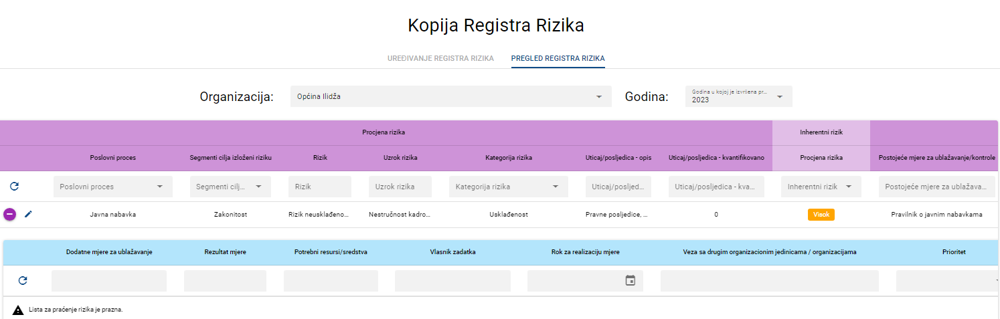 Kopija Registra Rizika
UREĐIVANJE REGISTRA RIZIKA PREGLED REGISTRA RIZIKA
Organizacija: Općina Ilidža Godina: Godina u kojoj je izvršena pr... 2023
Procjena rizika Inherentni rizik
Poslovni proces Segmenti cilja izloženi riziku Rizik Uzrok rizika Kategorija rizika Uticaj/posljedica - opis Uticaj/posljedica - kvantifikovano Procjena rizika Postojeće mjere za ublažavanje/kontrole
Poslovni proces Segmenti cilj... Rizik Uzrok rizika Kategorija rizika Uticaj/posljed... Uticaj/posljedica - kva... Inherentni rizik Postojeće mjere za ublažava...
Javna nabavka Zakonitost Rizik neusklađeno... Nestručnost kadro... Usklađenost Pravne posljedice, ... 0 Visok Pravilnik o javnim nabavkama
Dodatne mjere za ublažavanje Rezultat mjere Potrebni resursi/sredstva Vlasnik zadatka Rok za realizaciju mjere Veza sa drugim organizacionim jedinicama / organizacijama Prioritet
Lista za praćenje rizika je prazna.